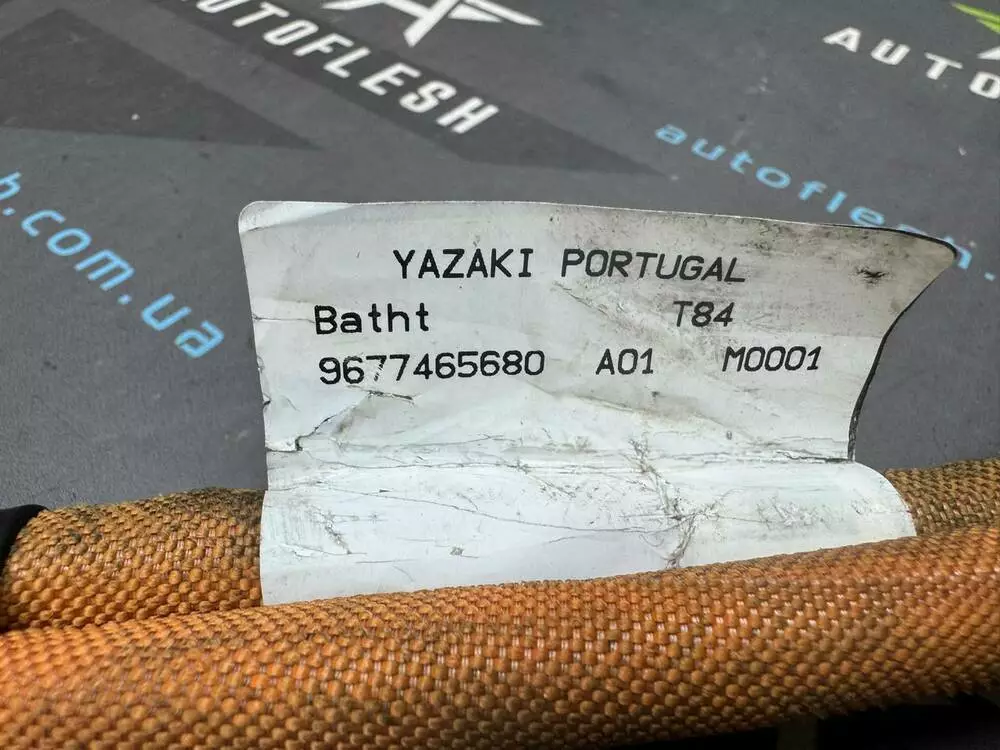 AUTOFLESH
AUTO
autoflesh.
h.com.ua
YAZAKI PORTUGAL
Batht T84
9677465680 A01 M0001